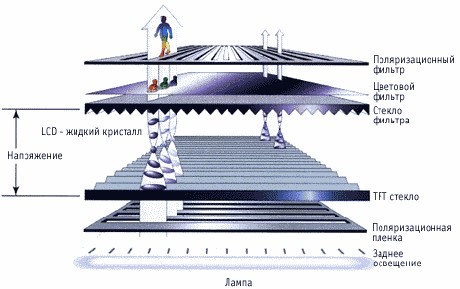 Поляризационный
фильтр
Цветовой
фильтр
Стекло
фильтра
LCD - жидкий кристалл
Напряжение
TFT стекло
Поляризационная
пленка
Заднее
освещение
Лампа